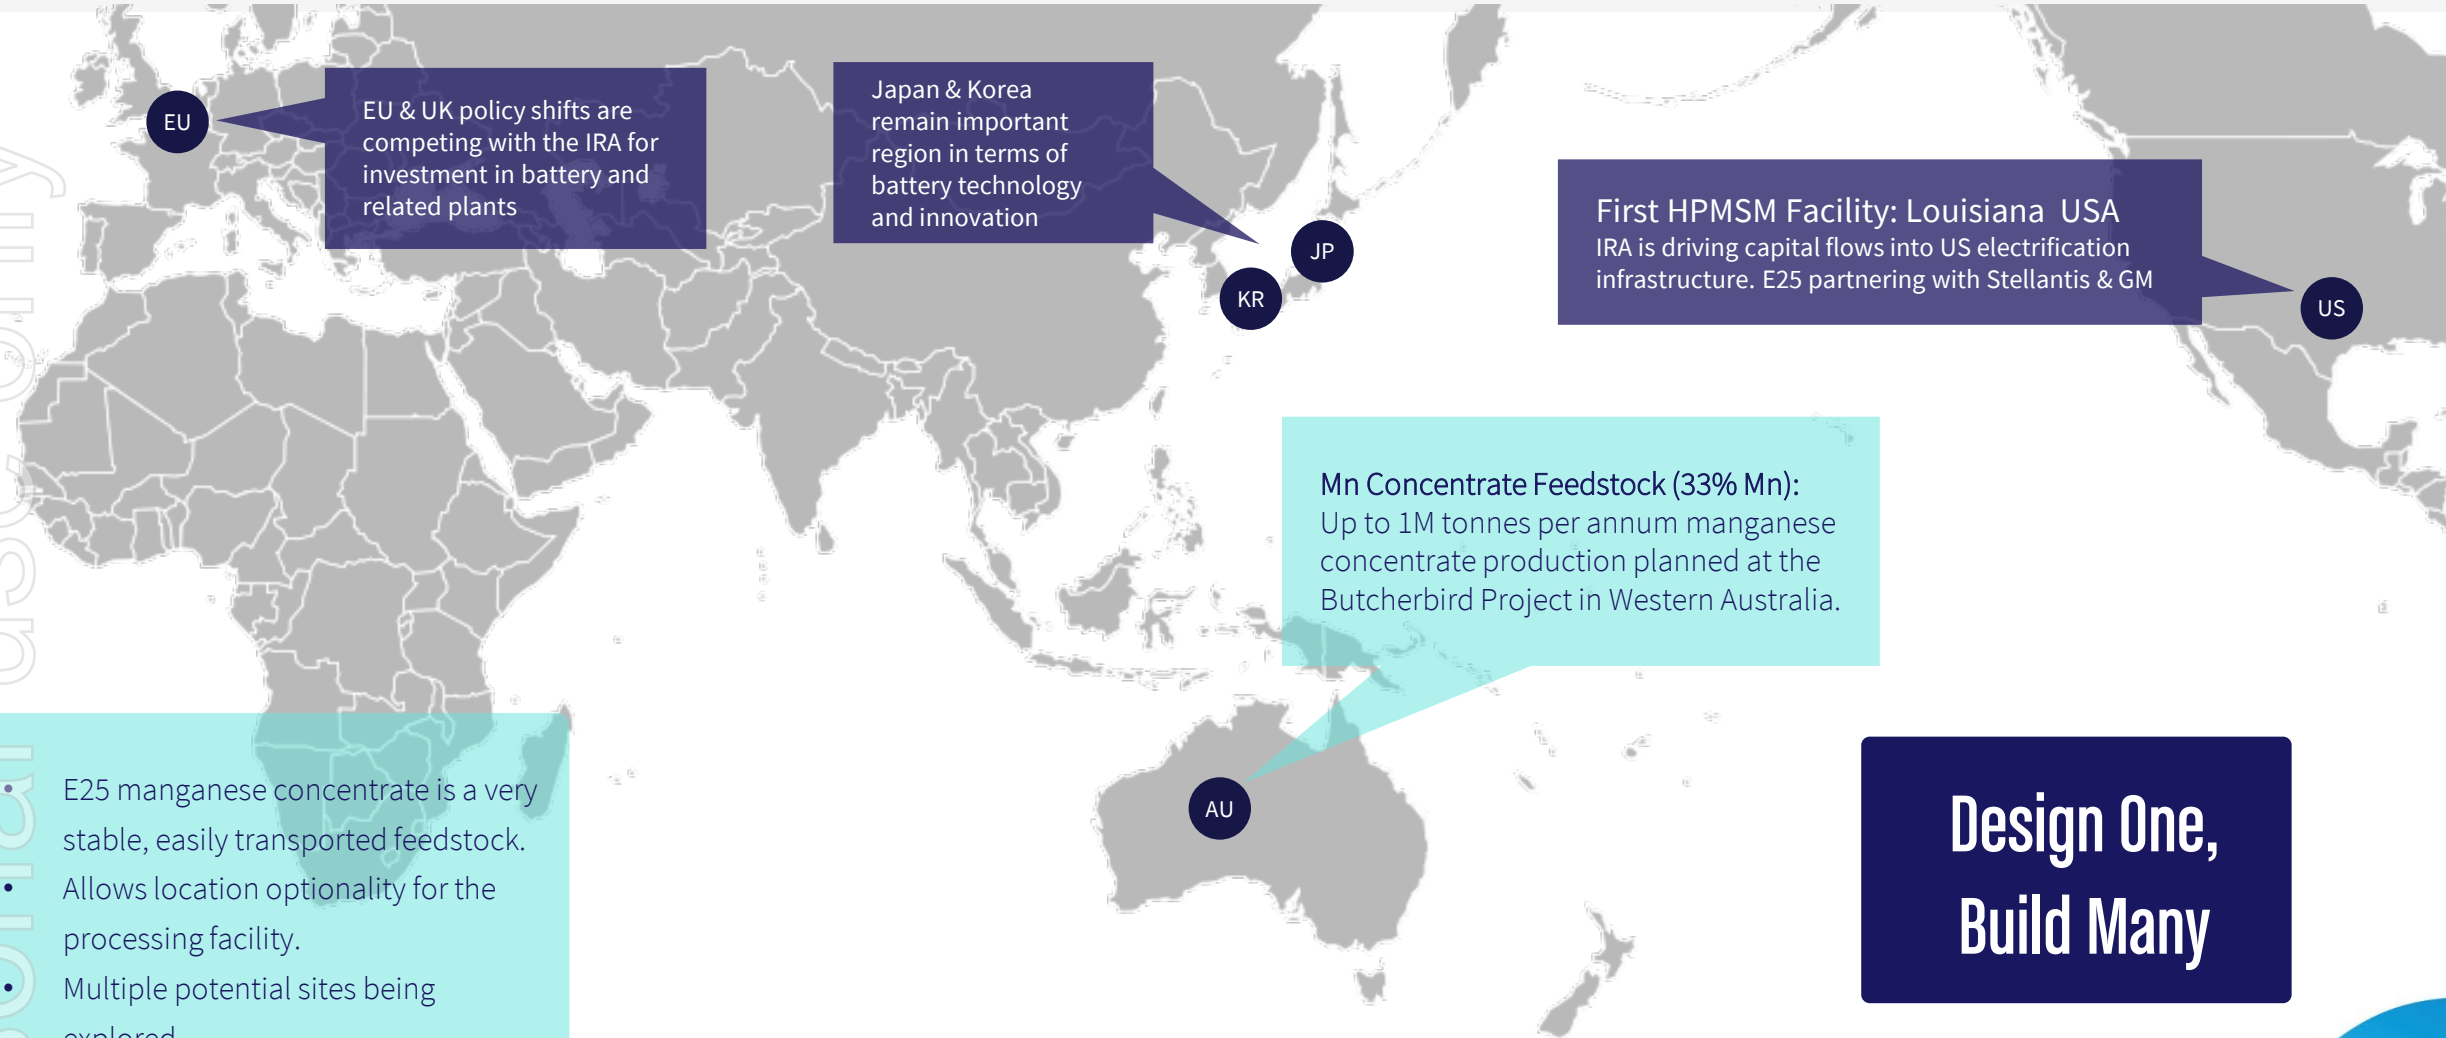 EU
EU & UK policy shifts are
competing with the IRA for
investment in battery and
related plants
Japan & Korea
remain important
region in terms of
battery technology
and innovation
JP
KR
First HPMSM Facility: Louisiana USA
IRA is driving capital flows into US electrification
infrastructure. E25 partnering with Stellantis & GM
US
Mn Concentrate Feedstock (33% Mn):
Up to 1M tonnes per annum manganese
concentrate production planned at the
Butcherbird Project in Western Australia.
AU
• E25 manganese concentrate is a very
stable, easily transported feedstock.
• Allows location optionality for the
processing facility.
• Multiple potential sites being
explored
Design One,
Build Many